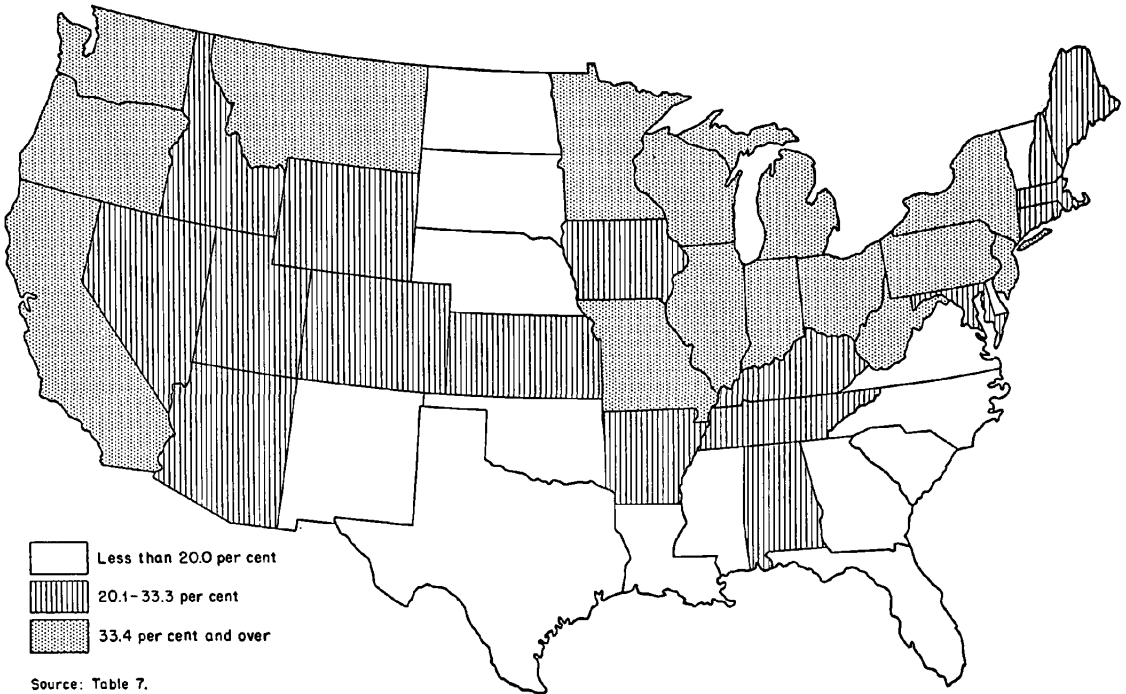 Less than 20.0 per cent
20.1-33.3 per cent
33.4 per cent and over
Source: Table 7.